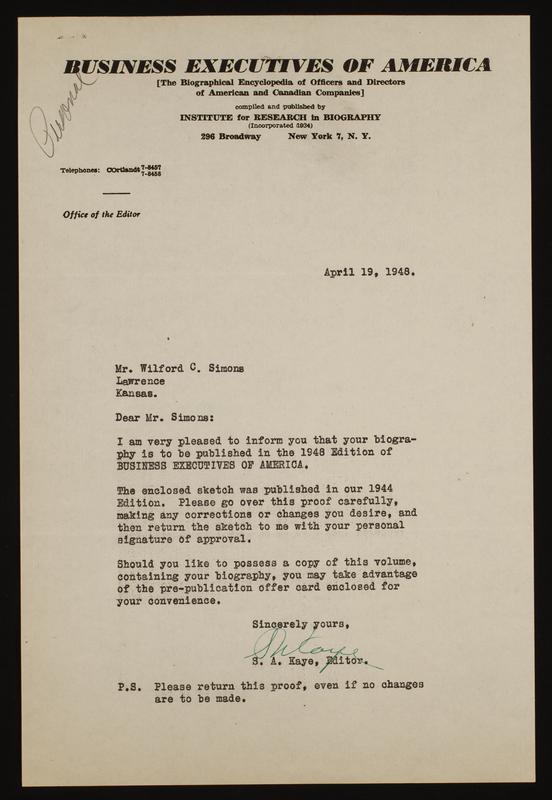 BUSINESS EXECUTIVES OF AMERICA
[The Biographical Encyclopedia of Officers and Directors
of American and Canadian Companies]
compiled and published by
INSTITUTE for RESEARCH in BIOGRAPHY
(Incorporated 1934)
296 Broadway New York 7, N. Y.
Personal
Telephones: COrtlandt 7-8457
7-8458
Office of the Editor
April 19, 1948.
Mr. Wilford C. Simons
Lawrence
Kansas.
Dear Mr. Simons:
I am very pleased to inform you that your biogra-
phy is to be published in the 1948 Edition of
BUSINESS EXECUTIVES OF AMERICA.
The enclosed sketch was published in our 1944
Edition. Please go over this proof carefully,
making any corrections or changes you desire, and
then return the sketch to me with your personal
signature of approval.
Should you like to possess a copy of this volume,
containing your biography, you may take advantage
of the pre-publication offer card enclosed for
your convenience.
Sincerely yours,
SAKaye
S. A. Kaye, Editor.
P.S. Please return this proof, even if no changes
are to be made.